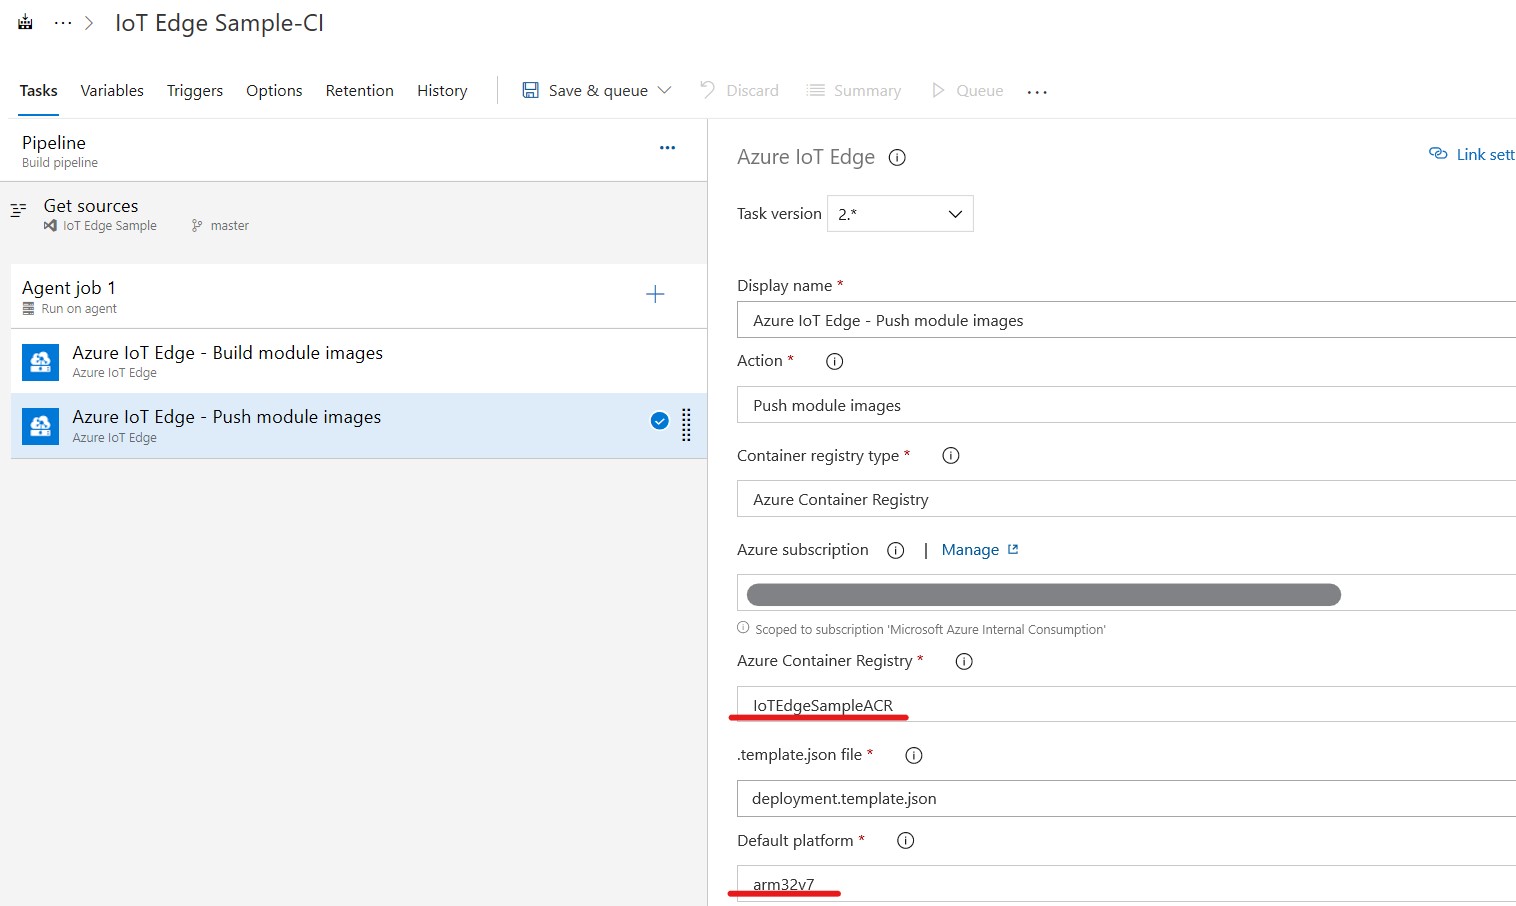 IoT Edge Sample-CI
Tasks Variables Triggers Options Retention History Save & queue Discard Summary Queue
Pipeline
Build pipeline
Get sources
IoT Edge Sample master
Agent job 1
Run on agent
Azure IoT Edge - Build module images
Azure IoT Edge
Azure IoT Edge - Push module images
Azure IoT Edge
Azure IoT Edge
Link sett
Task version 2.*
Display name *
Azure IoT Edge - Push module images
Action *
Push module images
Container registry type *
Azure Container Registry
Azure subscription | Manage
Scoped to subscription 'Microsoft Azure Internal Consumption'
Azure Container Registry *
IoTEdgeSampleACR
.template.json file *
deployment.template.json
Default platform *
arm32v7